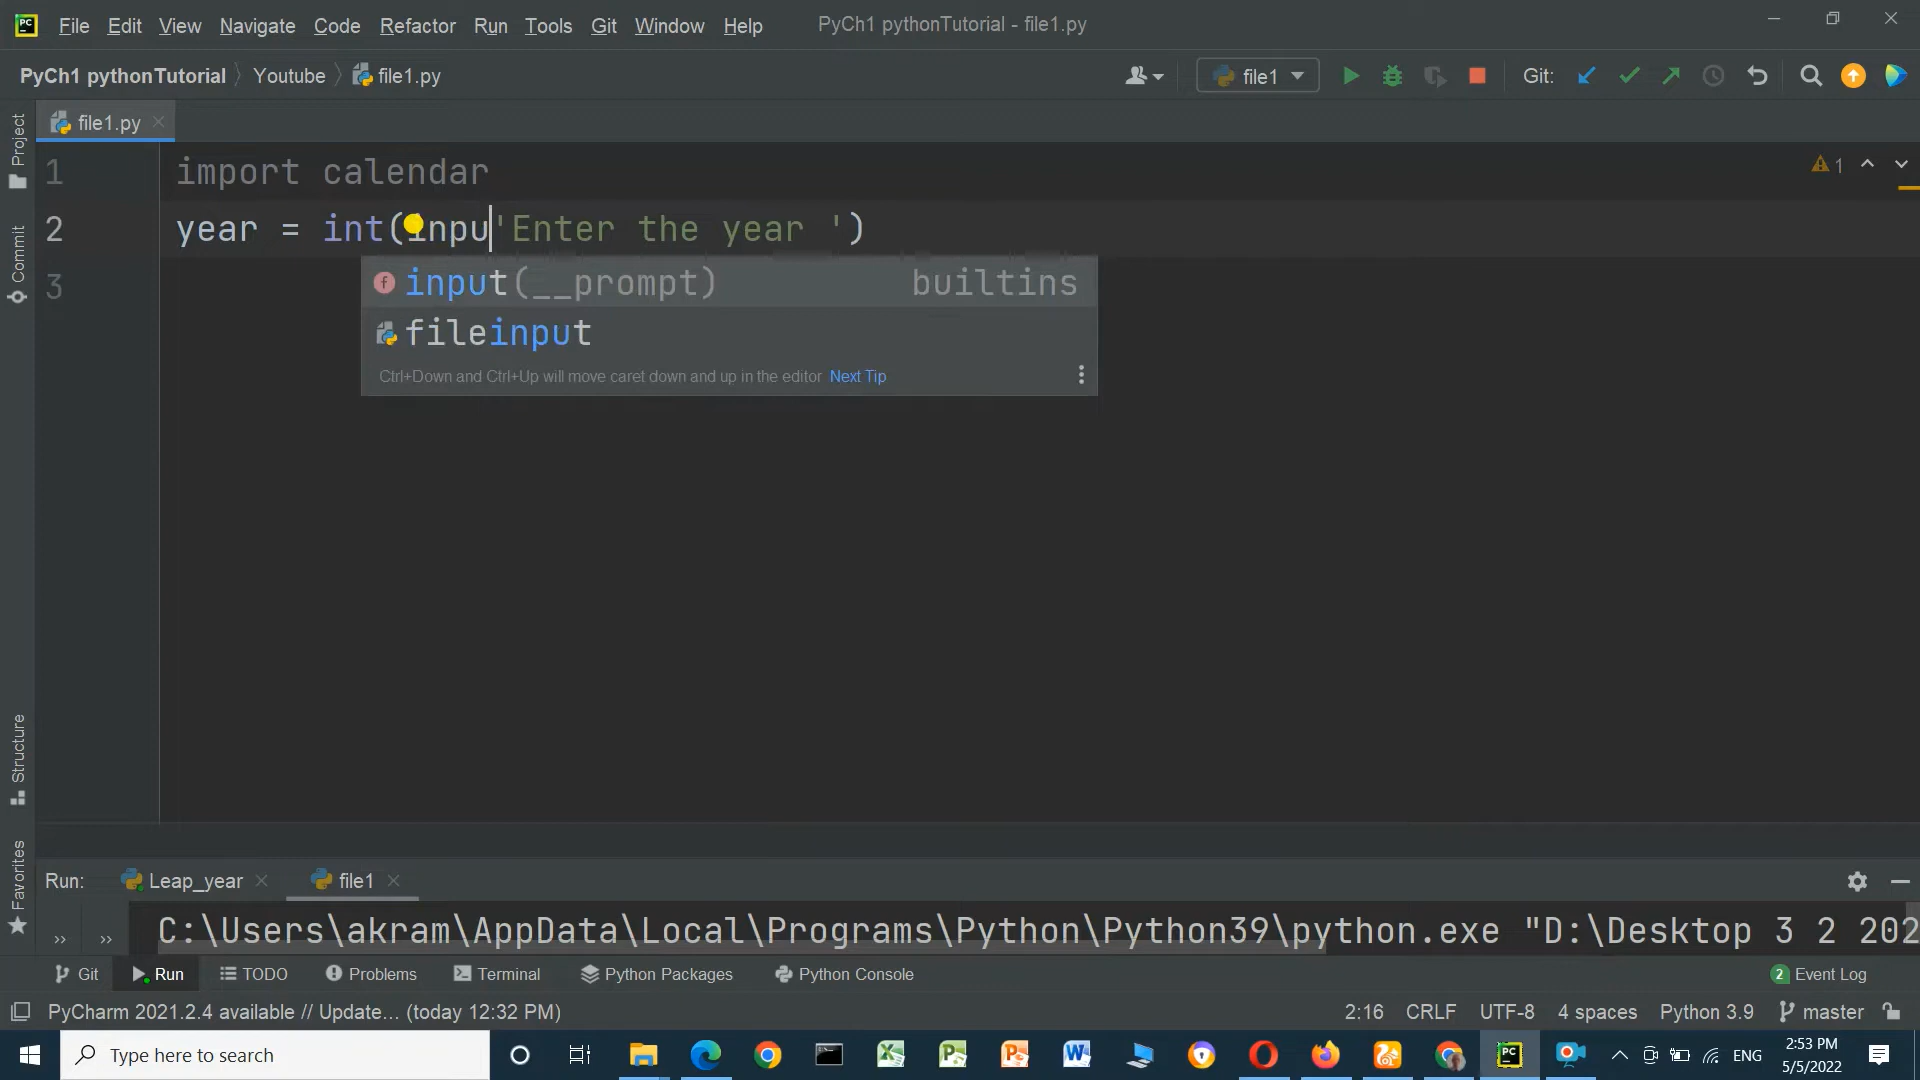 File Edit View Navigate Code Refactor Run Tools Git Window Help PyCh1 pythonTutorial - file1.py
PyCh1 pythonTutorial Youtube file1.py file1 Git:
file1.py
Project
Commit
Structure
Favorites
1 import calendar
2 year = int(inpu'Enter the year ')
3
1
input(__prompt) builtins
fileinput
Ctrl+Down and Ctrl+Up will move caret down and up in the editor Next Tip
Run: Leap_year file1
C:\Users\akram\AppData\Local\Programs\Python\Python39\python.exe "D:\Desktop 3 2 202
Git Run TODO Problems Terminal Python Packages Python Console 2 Event Log
PyCharm 2021.2.4 available // Update... (today 12:32 PM) 2:16 CRLF UTF-8 4 spaces Python 3.9 master
Type here to search ENG 2:53 PM
5/5/2022